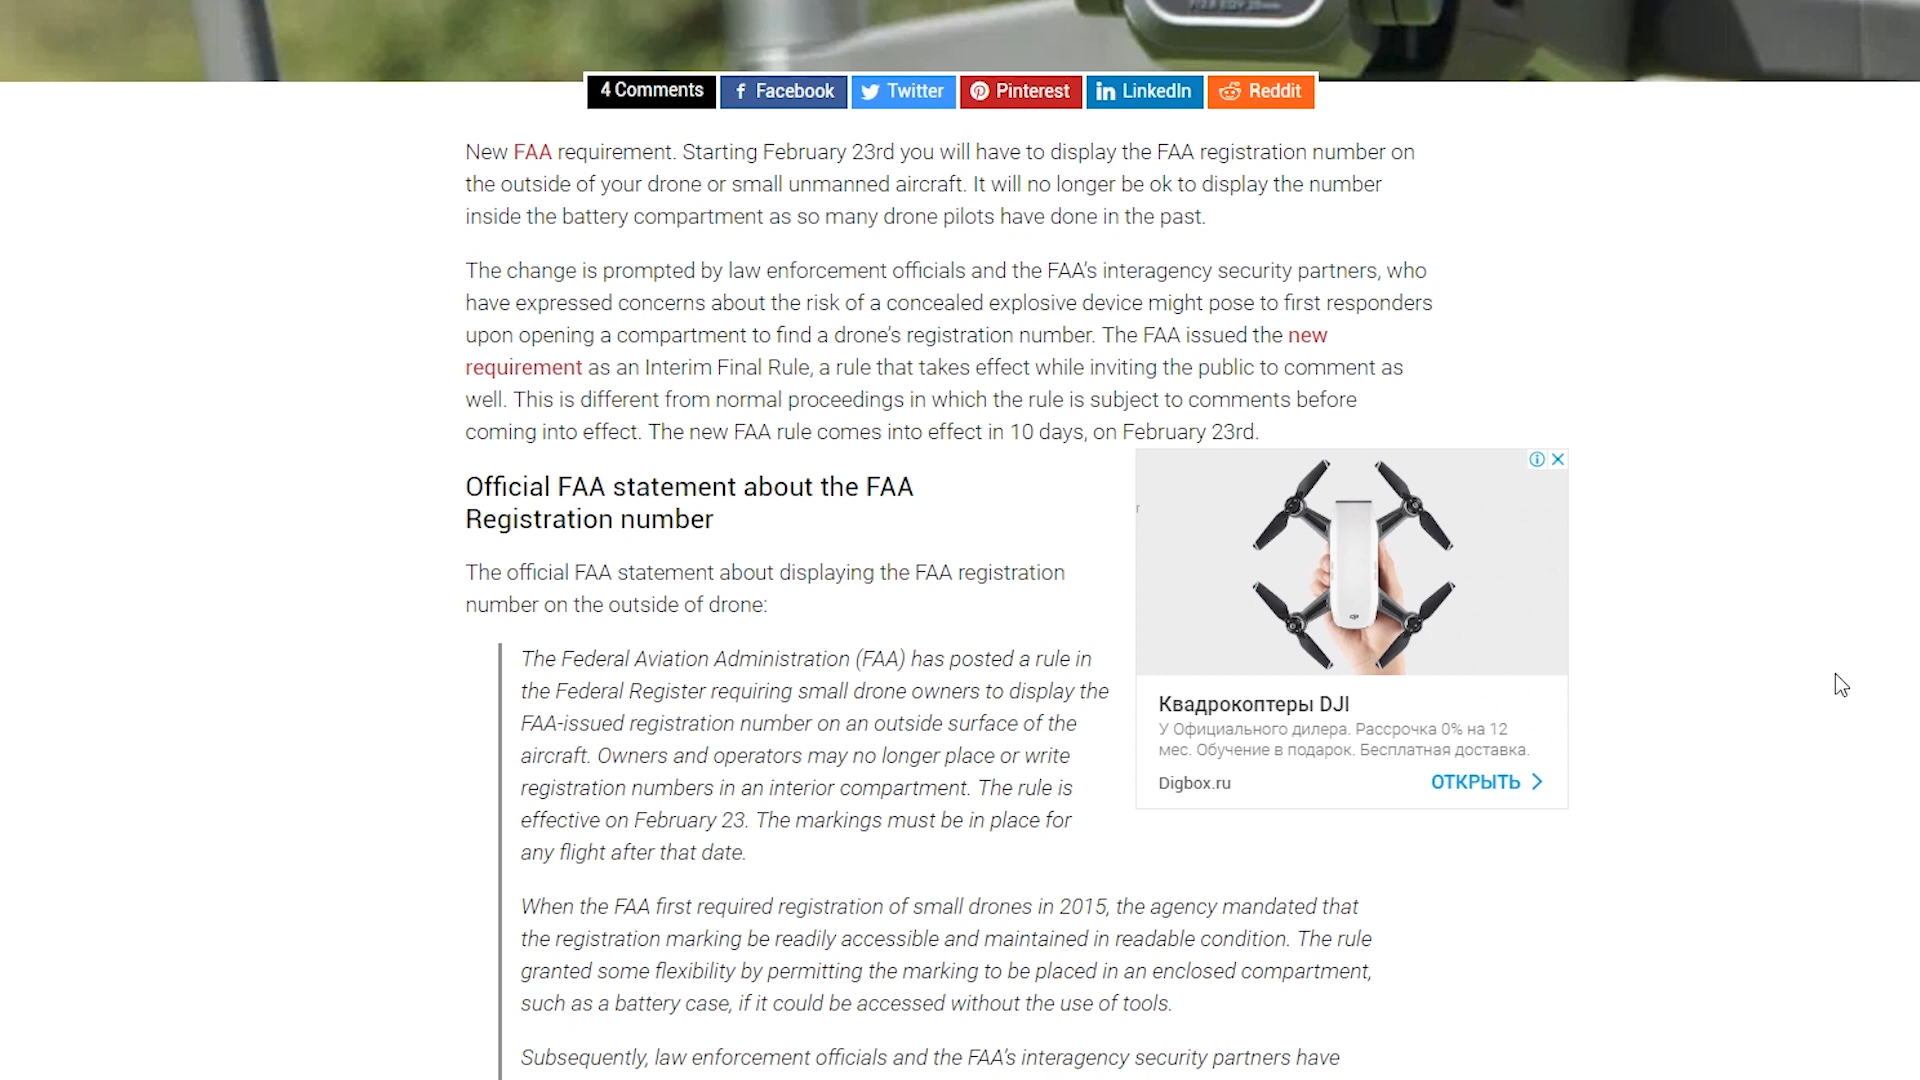 4 Comments
Facebook
Twitter
Pinterest
LinkedIn
Reddit
New FAA requirement. Starting February 23rd you will have to display the FAA registration number on
the outside of your drone or small unmanned aircraft. It will no longer be ok to display the number
inside the battery compartment as so many drone pilots have done in the past.
The change is prompted by law enforcement officials and the FAA’s interagency security partners, who
have expressed concerns about the risk of a concealed explosive device might pose to first responders
upon opening a compartment to find a drone’s registration number. The FAA issued the new
requirement as an Interim Final Rule, a rule that takes effect while inviting the public to comment as
well. This is different from normal proceedings in which the rule is subject to comments before
coming into effect. The new FAA rule comes into effect in 10 days, on February 23rd.
Official FAA statement about the FAA
Registration number
The official FAA statement about displaying the FAA registration
number on the outside of drone:
The Federal Aviation Administration (FAA) has posted a rule in
the Federal Register requiring small drone owners to display the
FAA-issued registration number on an outside surface of the
aircraft. Owners and operators may no longer place or write
registration numbers in an interior compartment. The rule is
effective on February 23. The markings must be in place for
any flight after that date.
Квадрокоптеры DJI
У Официального дилера. Рассрочка 0% на 12
мес. Обучение в подарок. Бесплатная доставка.
Digbox.ru
ОТКРЫТЬ
When the FAA first required registration of small drones in 2015, the agency mandated that
the registration marking be readily accessible and maintained in readable condition. The rule
granted some flexibility by permitting the marking to be placed in an enclosed compartment,
such as a battery case, if it could be accessed without the use of tools.
Subsequently, law enforcement officials and the FAA’s interagency security partners have